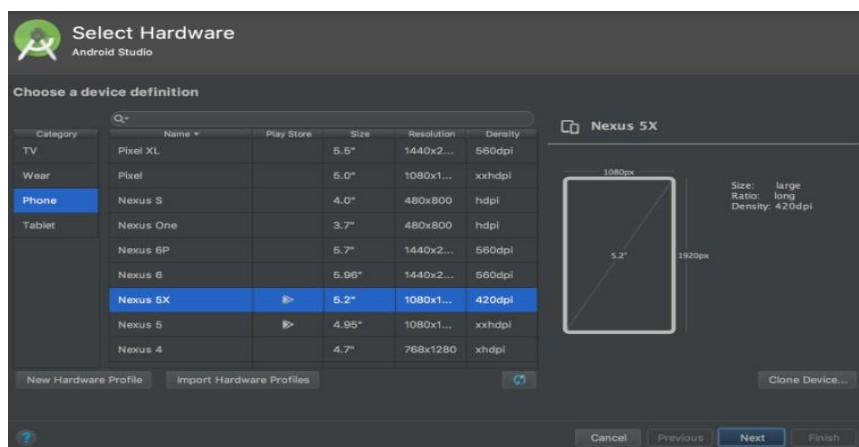 Select Hardware
Android Studio
Choose a device definition
Category
TV
Wear
Phone
Tablet
Name Play Store Size Resolution Density
Pixel XL 5.5" 1440x2... 560dpi
Pixel 5.0" 1080x1... xxhdpi
Nexus S 4.0" 480x800 hdpi
Nexus One 3.7" 480x800 hdpi
Nexus 6P 5.7" 1440x2... 560dpi
Nexus 6 5.96" 1440x2... 560dpi
Nexus 5X 5.2" 1080x1... 420dpi
Nexus 5 4.95" 1080x1... xxhdpi
Nexus 4 4.7" 768x1280 xhdpi
New Hardware Profile Import Hardware Profiles
Nexus 5X
1080px
5.2" 1920px
Size: large
Ratio: long
Density: 420dpi
Clone Device...
? Cancel Previous Next Finish